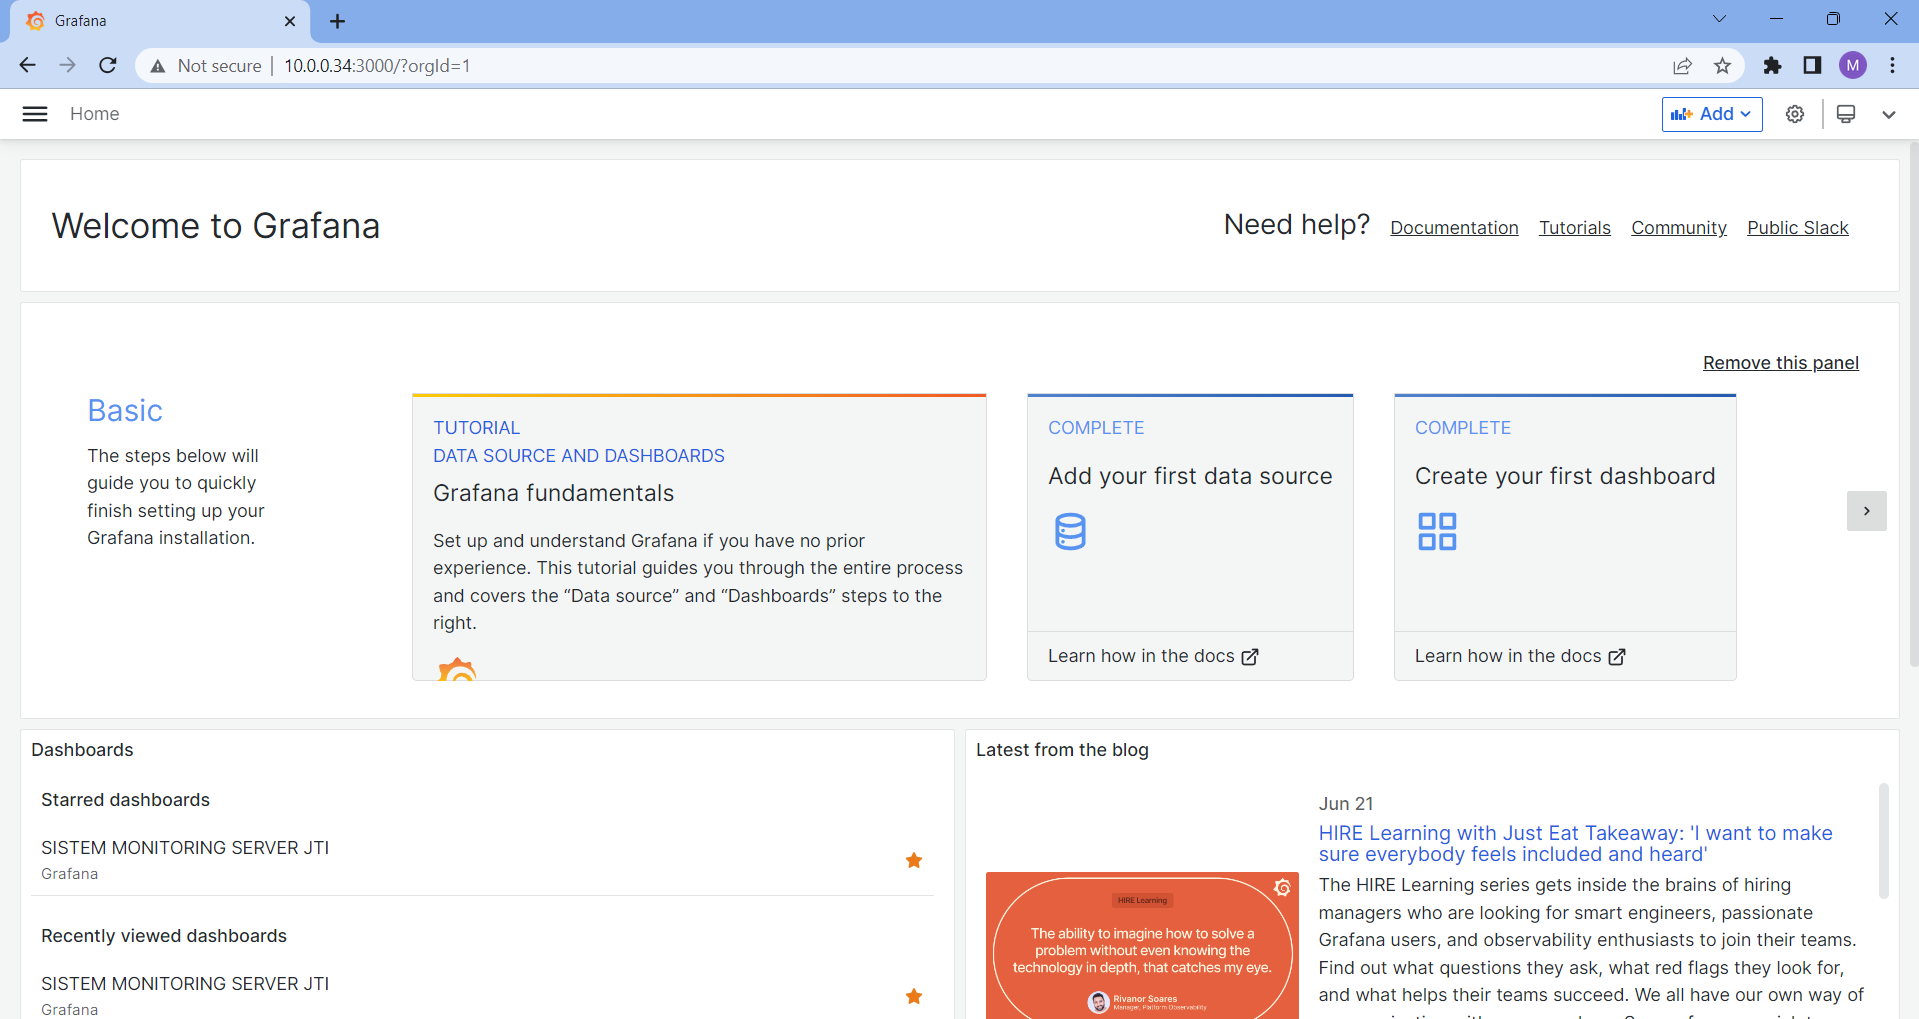 Grafana
Not secure
10.0.0.34:3000/?orgId=1
M
Home
Add
Welcome to Grafana
Need help?
Documentation
Tutorials
Community
Public Slack
Remove this panel
Basic
The steps below will
guide you to quickly
finish setting up your
Grafana installation.
TUTORIAL
DATA SOURCE AND DASHBOARDS
Grafana fundamentals
Set up and understand Grafana if you have no prior
experience. This tutorial guides you through the entire process
and covers the “Data source” and “Dashboards” steps to the
right.
COMPLETE
Add your first data source
Learn how in the docs
COMPLETE
Create your first dashboard
Learn how in the docs
Dashboards
Starred dashboards
SISTEM MONITORING SERVER JTI
Grafana
Recently viewed dashboards
SISTEM MONITORING SERVER JTI
Grafana
Latest from the blog
HIRE Learning
The ability to imagine how to solve a
problem without even knowing the
technology in depth, that catches my eye.
Rivanor Soares
Manager, Platform Observability
Jun 21
HIRE Learning with Just Eat Takeaway: 'I want to make
sure everybody feels included and heard'
The HIRE Learning series gets inside the brains of hiring
managers who are looking for smart engineers, passionate
Grafana users, and observability enthusiasts to join their teams.
Find out what questions they ask, what red flags they look for,
and what helps their teams succeed. We all have our own way of